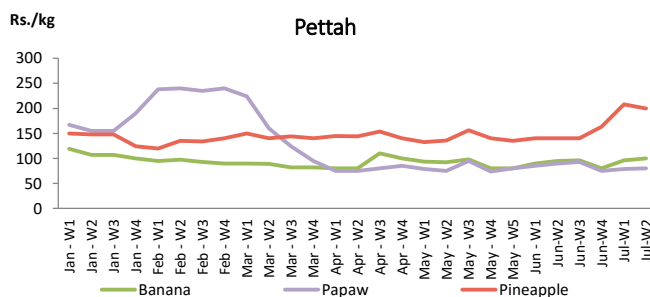 Rs./kg
Pettah
300
250
200
150
100
50
0
Jan - W1
Jan - W2
Jan - W3
Jan - W4
Feb - W1
Feb - W2
Feb - W3
Feb - W4
Mar - W1
Mar - W2
Mar - W3
Mar - W4
Apr - W1
Apr - W2
Apr - W3
Apr - W4
May - W1
May - W2
May - W3
May - W4
May - W5
Jun - W1
Jun-W2
Jun-W3
Jun-W4
Jul-W1
Jul-W2
Banana
Papaw
Pineapple